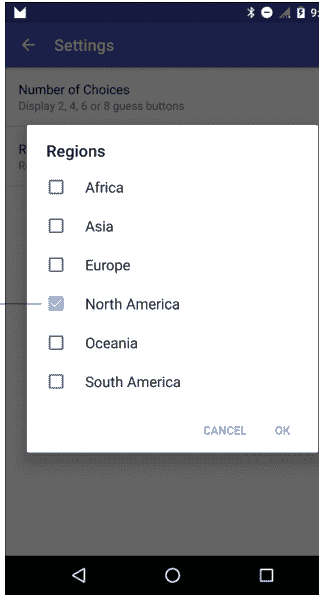 9:
Settings
Number of Choices
Display 2, 4, 6 or 8 guess buttons
R
R
Regions
Africa
Asia
Europe
North America
Oceania
South America
CANCEL OK